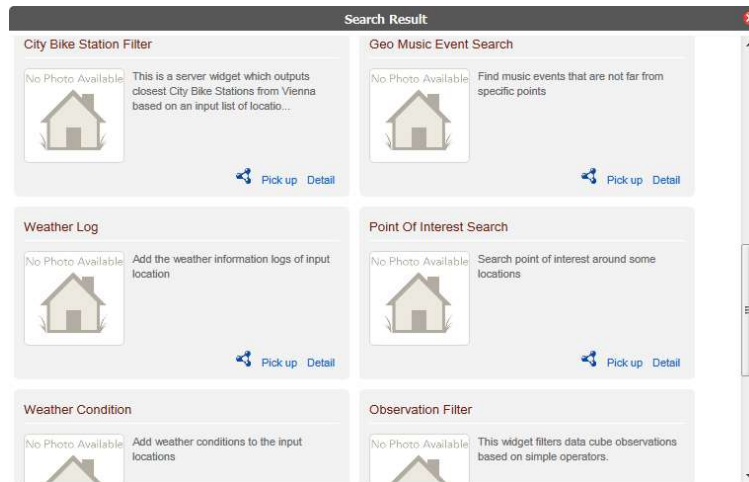 Search Result
City Bike Station Filter
No Photo Available
This is a server widget which outputs
closest City Bike Stations from Vienna
based on an input list of locatio...
Pick up Detail
Geo Music Event Search
No Photo Available
Find music events that are not far from
specific points
Pick up Detail
Weather Log
No Photo Available
Add the weather information logs of input
location
Pick up Detail
Point Of Interest Search
No Photo Available
Search point of interest around some
locations
Pick up Detail
Weather Condition
No Photo Available
Add weather conditions to the input
locations
Observation Filter
No Photo Available
This widget filters data cube observations
based on simple operators.